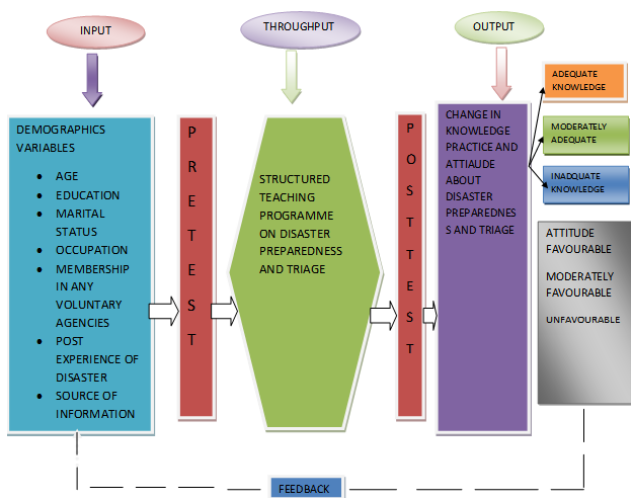 INPUT
THROUGHPUT
OUTPUT
DEMOGRAPHICS
VARIABLES
• AGE
• EDUCATION
• MARITAL
STATUS
• OCCUPATION
• MEMBERSHIP
IN ANY
VOLUNTARY
AGENCIES
• POST
EXPERIENCE OF
DISASTER
• SOURCE OF
INFORMATION
P
R
E
T
E
S
T
STRUCTURED
TEACHING
PROGRAMME
ON DISASTER
PREPAREDNESS
AND TRIAGE
P
O
S
T
T
E
S
T
CHANGE IN
KNOWLEDGE
PRACTICE AND
ATTIAUDE
ABOUT
DISASTER
PREPAREDNES
S AND TRIAGE
ADEQUATE
KNOWLEDGE
MODERATELY
ADEQUATE
INADQUATE
KNOWLEDGE
ATTITUDE
FAVOURABLE
MODERATELY
FAVOURABLE
UNFAVOURABLE
FEEDBACK